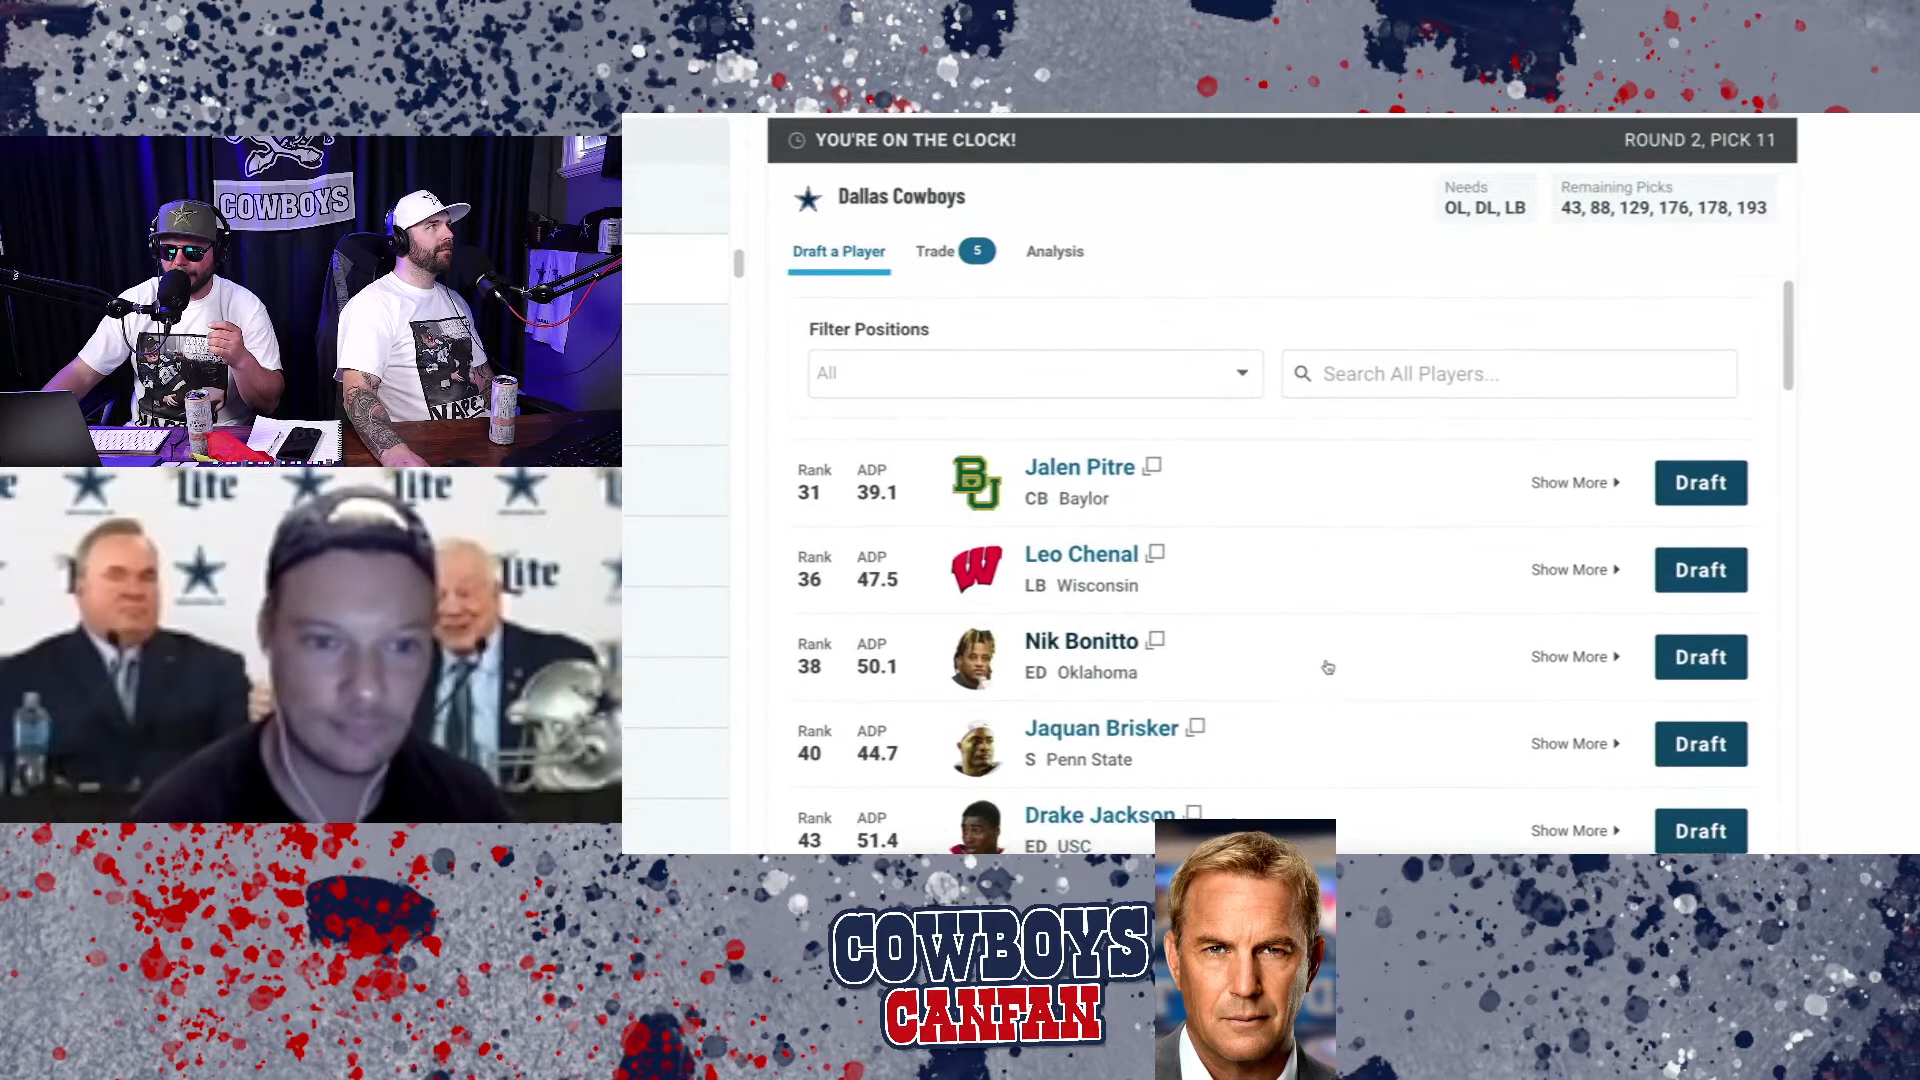 COWBOYS
Lite
Lite
Lite
YOU'RE ON THE CLOCK!
ROUND 2, PICK 11
Dallas Cowboys
Needs
OL, DL, LB
Remaining Picks
43, 88, 129, 176, 178, 193
Draft a Player
Trade 5
Analysis
Filter Positions
All
Search All Players...
Rank
31
ADP
39.1
BU
Jalen Pitre
CB Baylor
Show More
Draft
Rank
36
ADP
47.5
W
Leo Chenal
LB Wisconsin
Show More
Draft
Rank
38
ADP
50.1
Nik Bonitto
ED Oklahoma
Show More
Draft
Rank
40
ADP
44.7
Jaquan Brisker
S Penn State
Show More
Draft
Rank
43
ADP
51.4
Drake Jackson
ED USC
Show More
Draft
COWBOYS
CANFAN